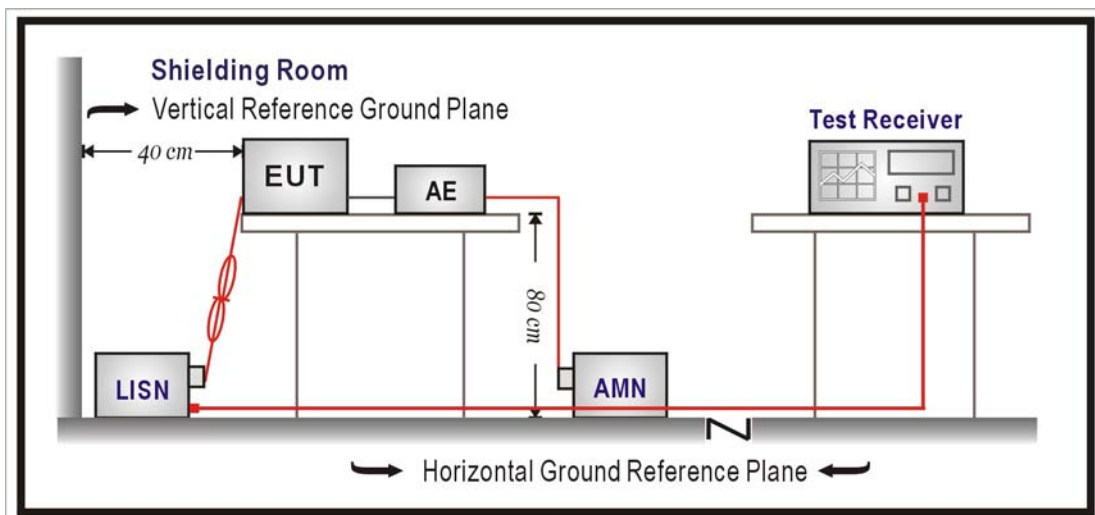 Shielding Room
Vertical Reference Ground Plane
Test Receiver
40 cm
EUT
AE
80 cm
LISN
AMN
Horizontal Ground Reference Plane